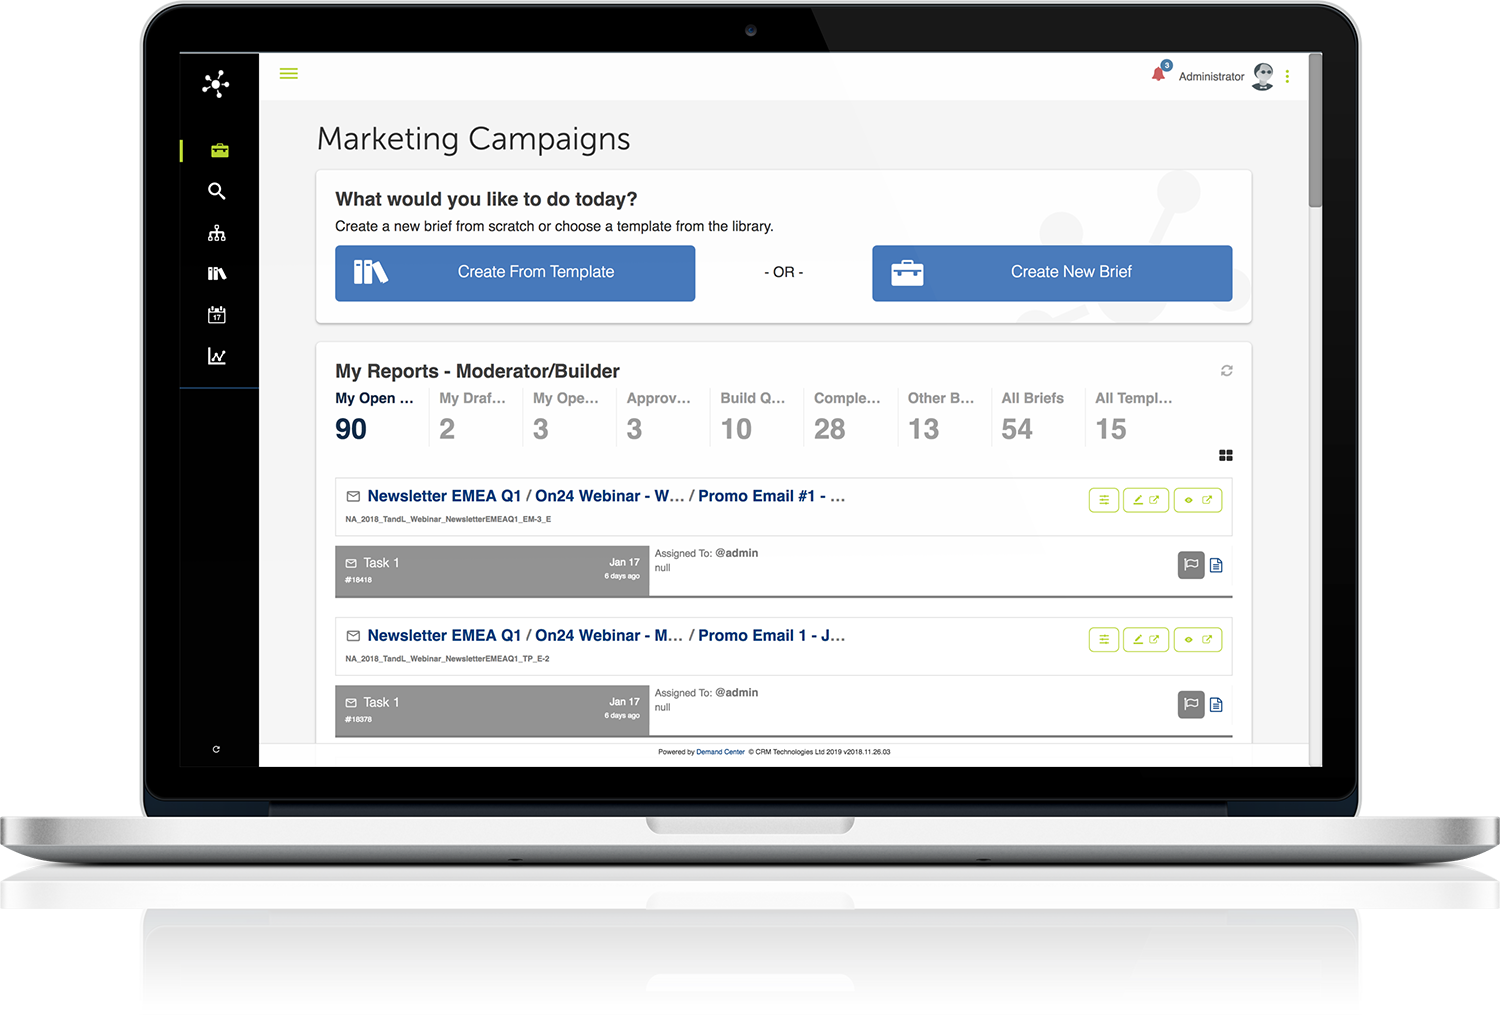 3
Administrator
Marketing Campaigns
What would you like to do today?
Create a new brief from scratch or choose a template from the library.
Create From Template
- OR -
Create New Brief
17
My Reports - Moderator/Builder
My Open ... My Draf... My Ope... Approv... Build Q... Comple... Other B... All Briefs All Templ...
90 2 3 3 10 28 13 54 15
Newsletter EMEA Q1 / On24 Webinar - W... / Promo Email #1 - ...
NA_2018_TandL_Webinar_NewsletterEMEAQ1_EM-3_E
Task 1 Jan 17
#18418 6 days ago
Assigned To: @admin
null
Newsletter EMEA Q1 / On24 Webinar - M... / Promo Email 1 - J...
NA_2018_TandL_Webinar_NewsletterEMEAQ1_TP_E-2
Task 1 Jan 17
#18378 6 days ago
Assigned To: @admin
null
Powered by Demand Center © CRM Technologies Ltd 2019 v2018.11.26.03